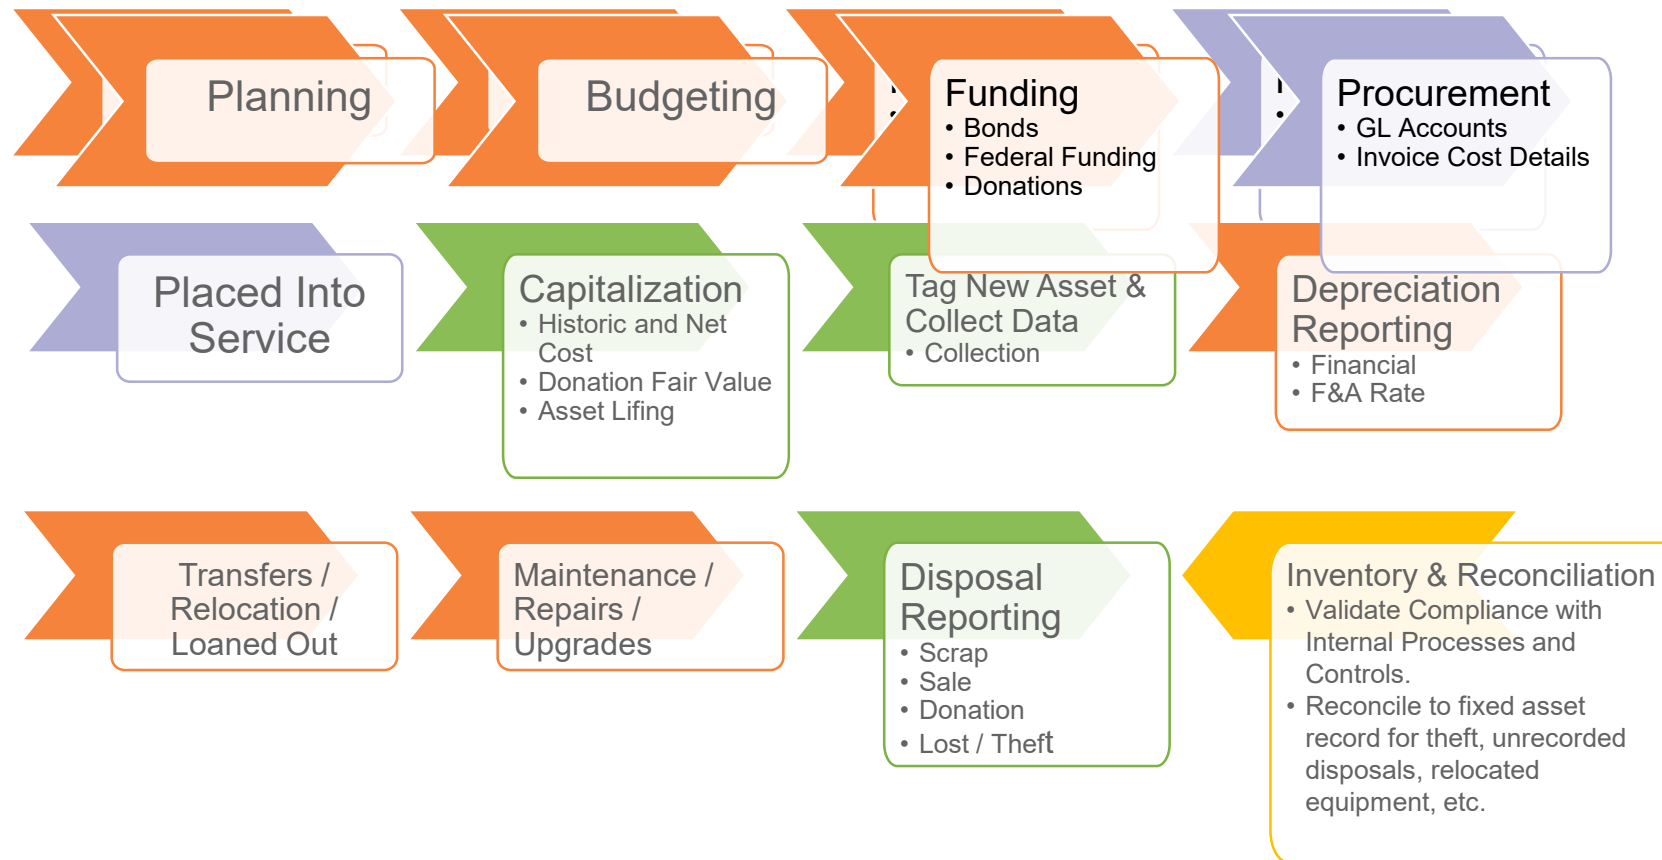 Planning
Budgeting
Funding
• Bonds
• Federal Funding
• Donations
Procurement
• GL Accounts
• Invoice Cost Details
Placed Into
Service
Capitalization
• Historic and Net
Cost
• Donation Fair Value
• Asset Lifing
Tag New Asset &
Collect Data
• Collection
Depreciation
Reporting
• Financial
• F&A Rate
Transfers /
Relocation /
Loaned Out
Maintenance /
Repairs /
Upgrades
Disposal
Reporting
• Scrap
• Sale
• Donation
• Lost / Theft
Inventory & Reconciliation
• Validate Compliance with
Internal Processes and
Controls.
• Reconcile to fixed asset
record for theft, unrecorded
disposals, relocated
equipment, etc.